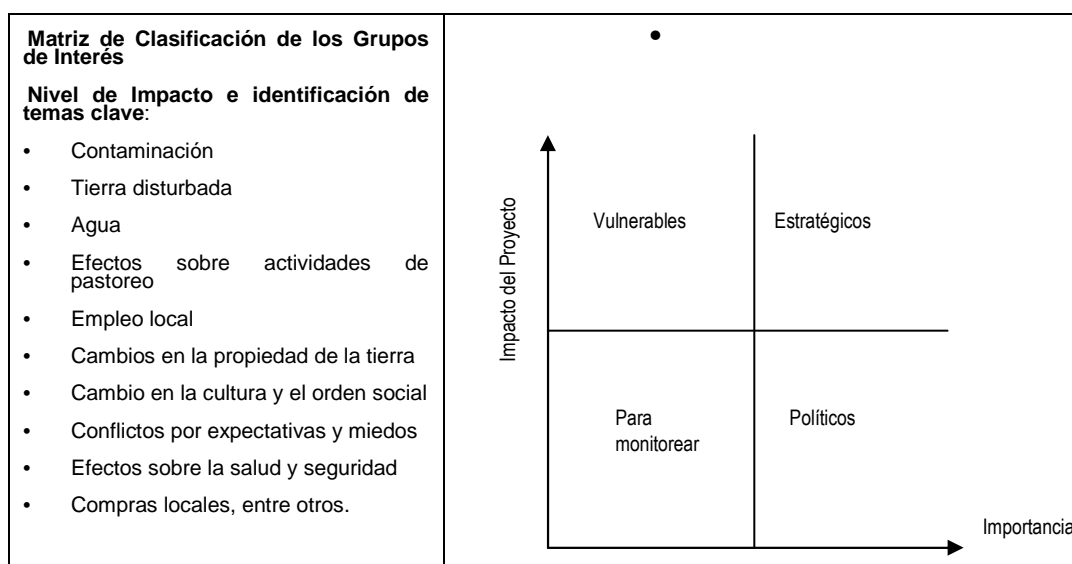 Matriz de Clasificación de los Grupos
de Interés
Nivel de Impacto e identificación de
temas clave:
• Contaminación
• Tierra disturbada
• Agua
• Efectos sobre actividades de
pastoreo
• Empleo local
• Cambios en la propiedad de la tierra
• Cambio en la cultura y el orden social
• Conflictos por expectativas y miedos
• Efectos sobre la salud y seguridad
• Compras locales, entre otros.
•
Impacto del Proyecto
Vulnerables
Estratégicos
Para
monitorear
Políticos
Importancia